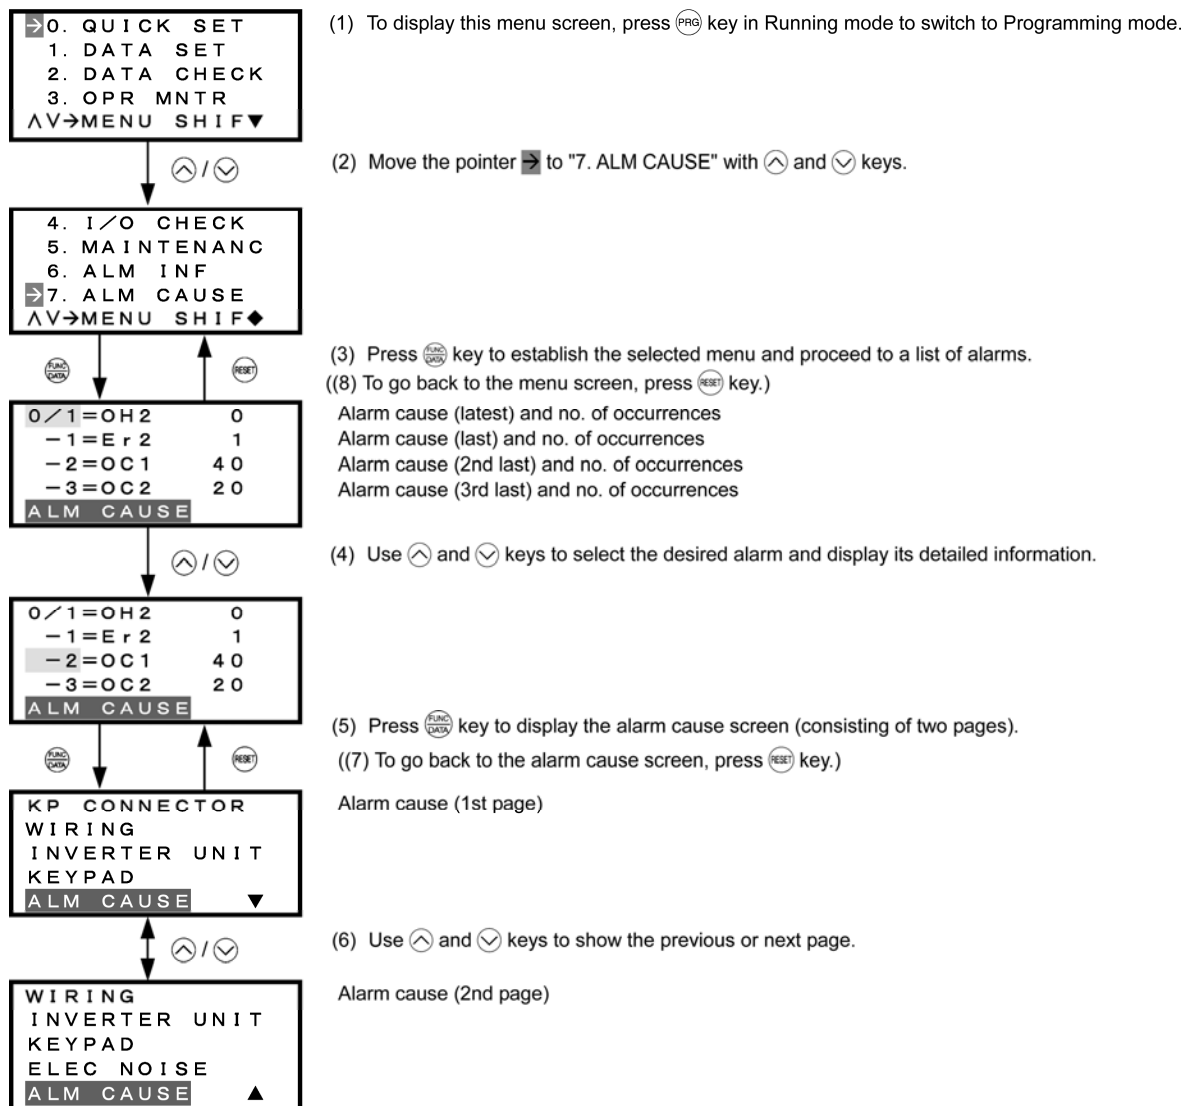 →0. QUICK SET
1. DATA SET
2. DATA CHECK
3. OPR MNTR
∧∨→MENU SHIF▼
(1) To display this menu screen, press PRG key in Running mode to switch to Programming mode.
∧ / ∨
(2) Move the pointer → to "7. ALM CAUSE" with ∧ and ∨ keys.
4. I/O CHECK
5. MAINTENANC
6. ALM INF
→7. ALM CAUSE
∧∨→MENU SHIF◆
FUNC DATA
RESET
(3) Press FUNC DATA key to establish the selected menu and proceed to a list of alarms.
((8) To go back to the menu screen, press RESET key.)
0/1=OH2 0 Alarm cause (latest) and no. of occurrences
-1=Er2 1 Alarm cause (last) and no. of occurrences
-2=OC1 40 Alarm cause (2nd last) and no. of occurrences
-3=OC2 20 Alarm cause (3rd last) and no. of occurrences
ALM CAUSE
∧ / ∨
(4) Use ∧ and ∨ keys to select the desired alarm and display its detailed information.
0/1=OH2 0
-1=Er2 1
-2=OC1 40
-3=OC2 20
ALM CAUSE
FUNC DATA
RESET
(5) Press FUNC DATA key to display the alarm cause screen (consisting of two pages).
((7) To go back to the alarm cause screen, press RESET key.)
KP CONNECTOR Alarm cause (1st page)
WIRING
INVERTER UNIT
KEYPAD
ALM CAUSE ▼
∧ / ∨
(6) Use ∧ and ∨ keys to show the previous or next page.
WIRING Alarm cause (2nd page)
INVERTER UNIT
KEYPAD
ELEC NOISE
ALM CAUSE ▲